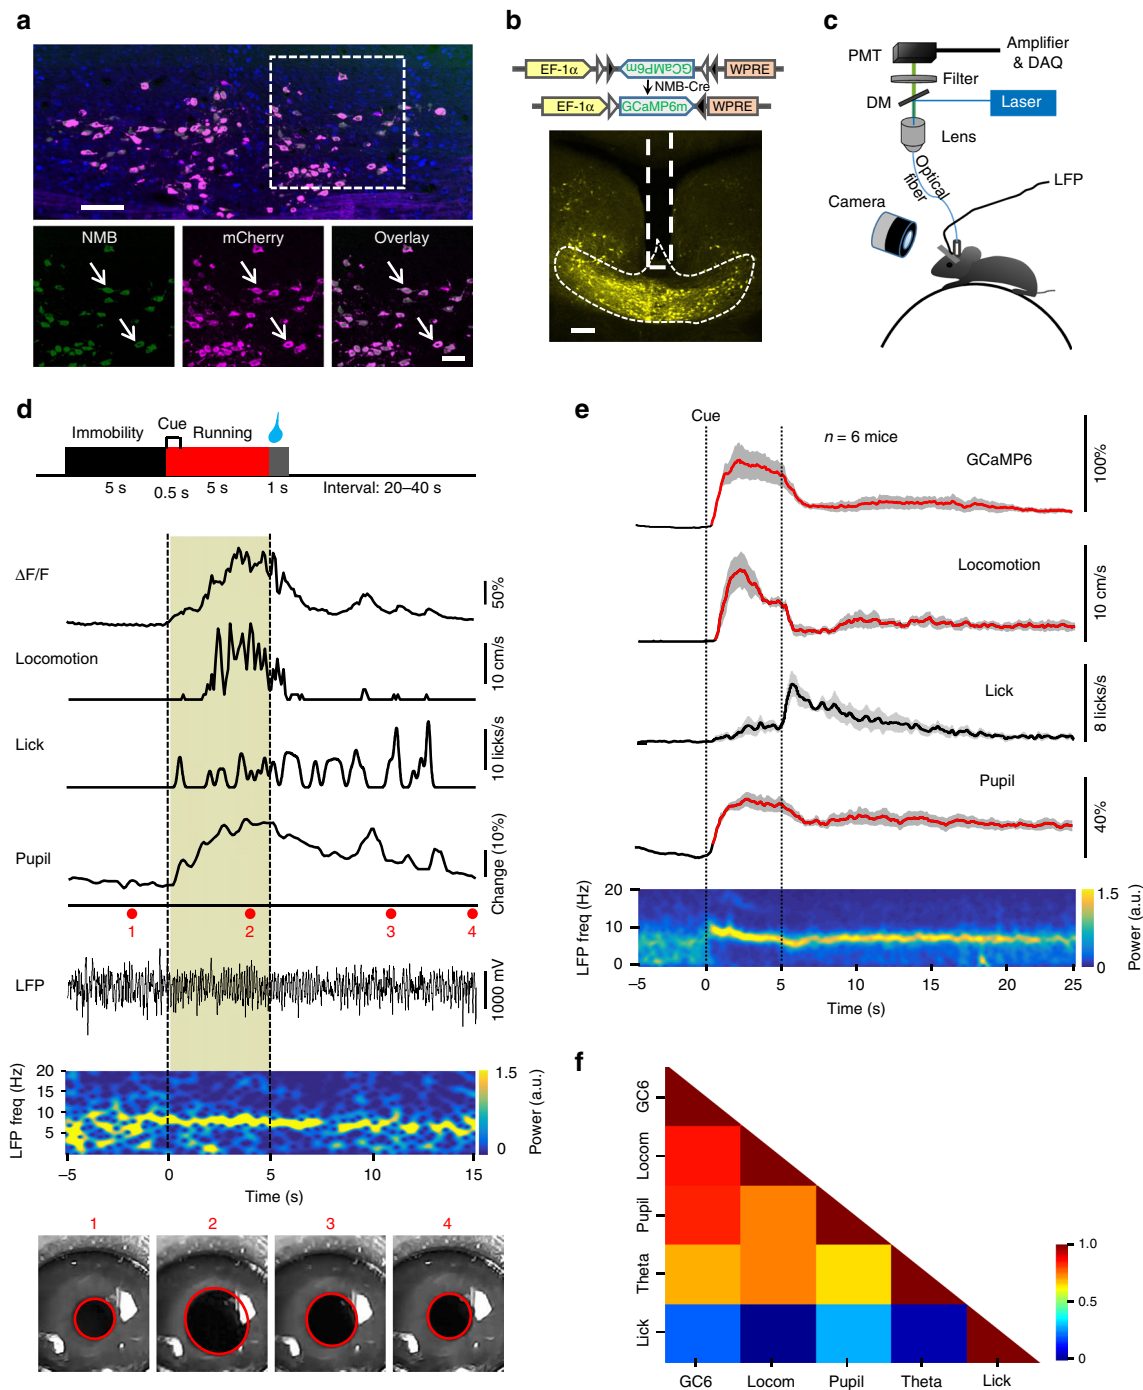 a
NMB
mCherry
Overlay
b
EF-1α
GCaMP6m
WPRE
NMB-Cre
EF-1α
GCaMP6m
WPRE
c
PMT
Amplifier
& DAQ
Filter
DM
Laser
Lens
Optical
fiber
LFP
Camera
d
Immobility
Cue
Running
5 s
0.5 s
5 s
1 s
Interval: 20–40 s
ΔF/F
50%
Locomotion
10 cm/s
Lick
10 licks/s
Pupil
Change (10%)
1
2
3
4
LFP
1000 mV
LFP freq (Hz)
20
15
10
5
1.5
0
Power (a.u.)
–5
0
5
10
15
Time (s)
1
2
3
4
e
Cue
n = 6 mice
GCaMP6
100%
Locomotion
10 cm/s
Lick
8 licks/s
Pupil
40%
LFP freq (Hz)
20
10
0
1.5
0
Power (a.u.)
–5
0
5
10
15
20
25
Time (s)
f
GC6
Locom
Pupil
Theta
Lick
GC6
Locom
Pupil
Theta
Lick
1.0
0.5
0